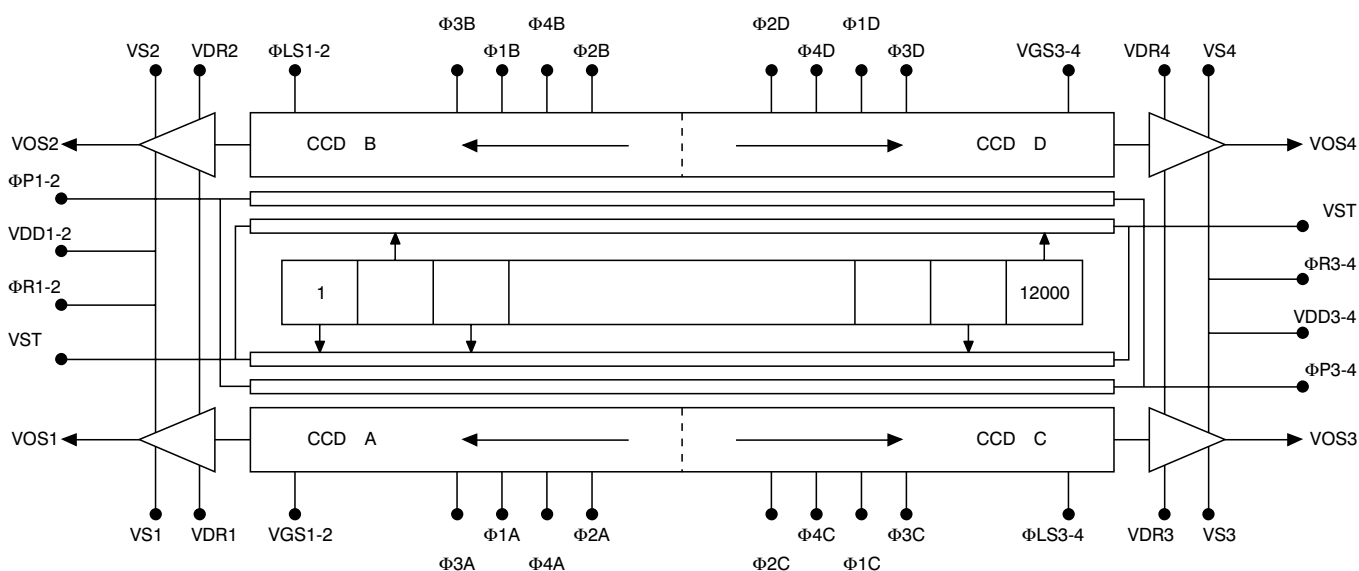 Φ3B Φ4B Φ2D Φ1D
VS2 VDR2 ΦLS1-2 Φ1B Φ2B Φ4D Φ3D VGS3-4 VDR4 VS4
VOS2 CCD B CCD D VOS4
ΦP1-2
VST
VDD1-2
ΦR3-4
ΦR1-2 1 12000
VDD3-4
VST
ΦP3-4
VOS1 CCD A CCD C VOS3
VS1 VDR1 VGS1-2 Φ1A Φ2A Φ4C Φ3C ΦLS3-4 VDR3 VS3
Φ3A Φ4A Φ2C Φ1C